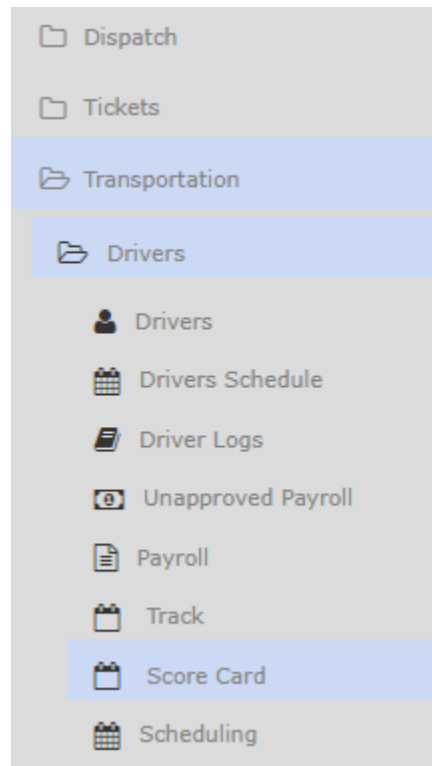 Dispatch
Tickets
Transportation
Drivers
Drivers
Drivers Schedule
Driver Logs
Unapproved Payroll
Payroll
Track
Score Card
Scheduling